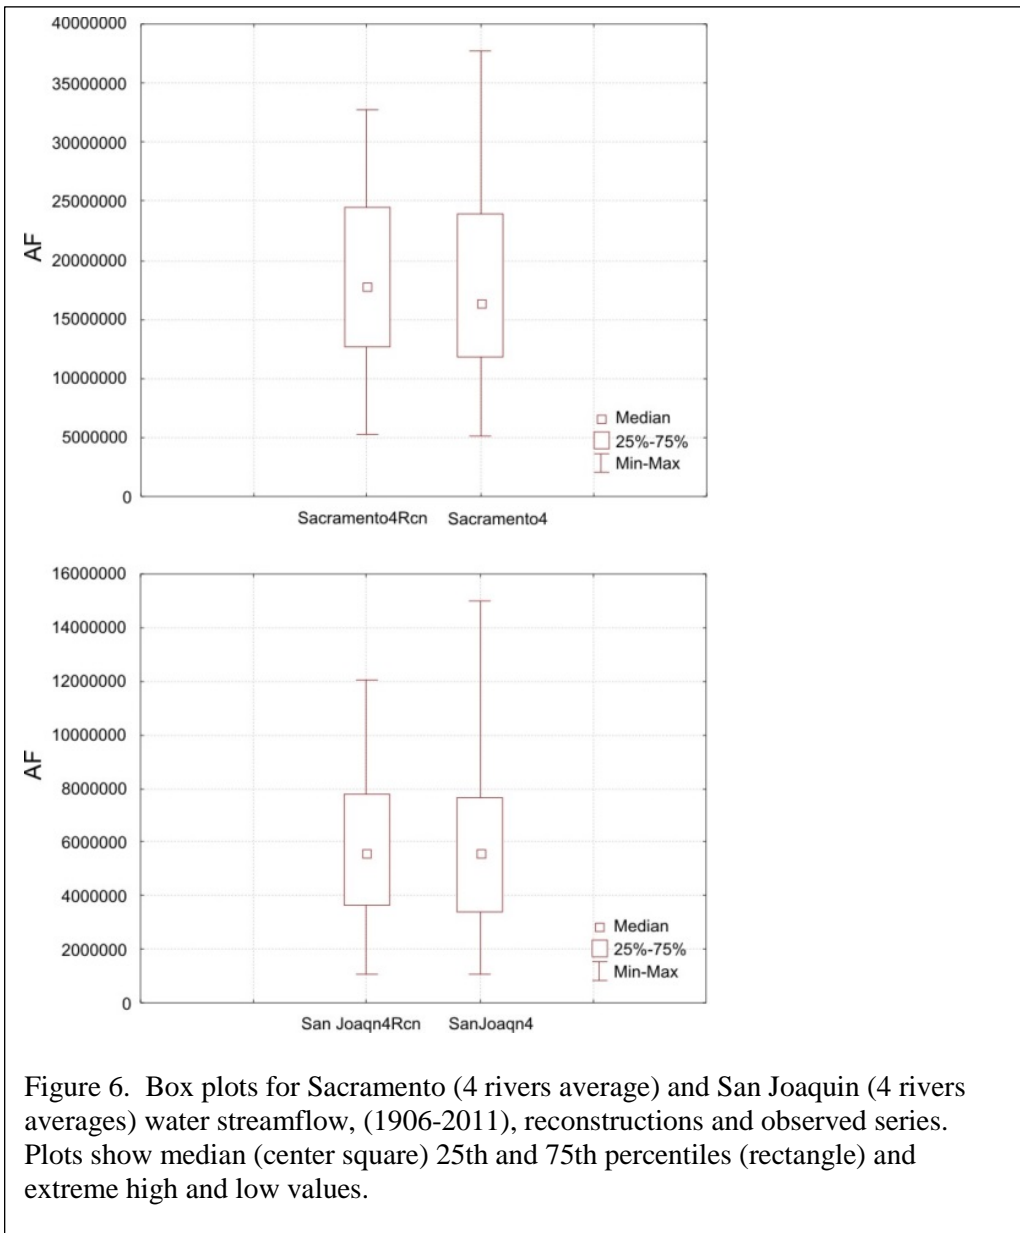 40000000
35000000
30000000
25000000
AF
20000000
15000000
10000000
5000000
0
Median
25%-75%
Min-Max
Sacramento4Rcn Sacramento4
16000000
14000000
12000000
10000000
AF
8000000
6000000
4000000
2000000
0
Median
25%-75%
Min-Max
San Joaqn4Rcn SanJoaqn4
Figure 6. Box plots for Sacramento (4 rivers average) and San Joaquin (4 rivers
averages) water streamflow, (1906-2011), reconstructions and observed series.
Plots show median (center square) 25th and 75th percentiles (rectangle) and
extreme high and low values.